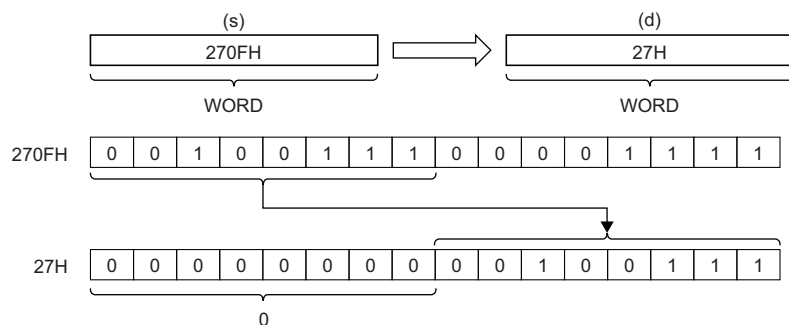 (s) (d)
270FH 27H
WORD WORD
270FH 0 0 1 0 0 1 1 1 0 0 0 0 1 1 1 1
27H 0 0 0 0 0 0 0 0 0 0 1 0 0 1 1 1
0